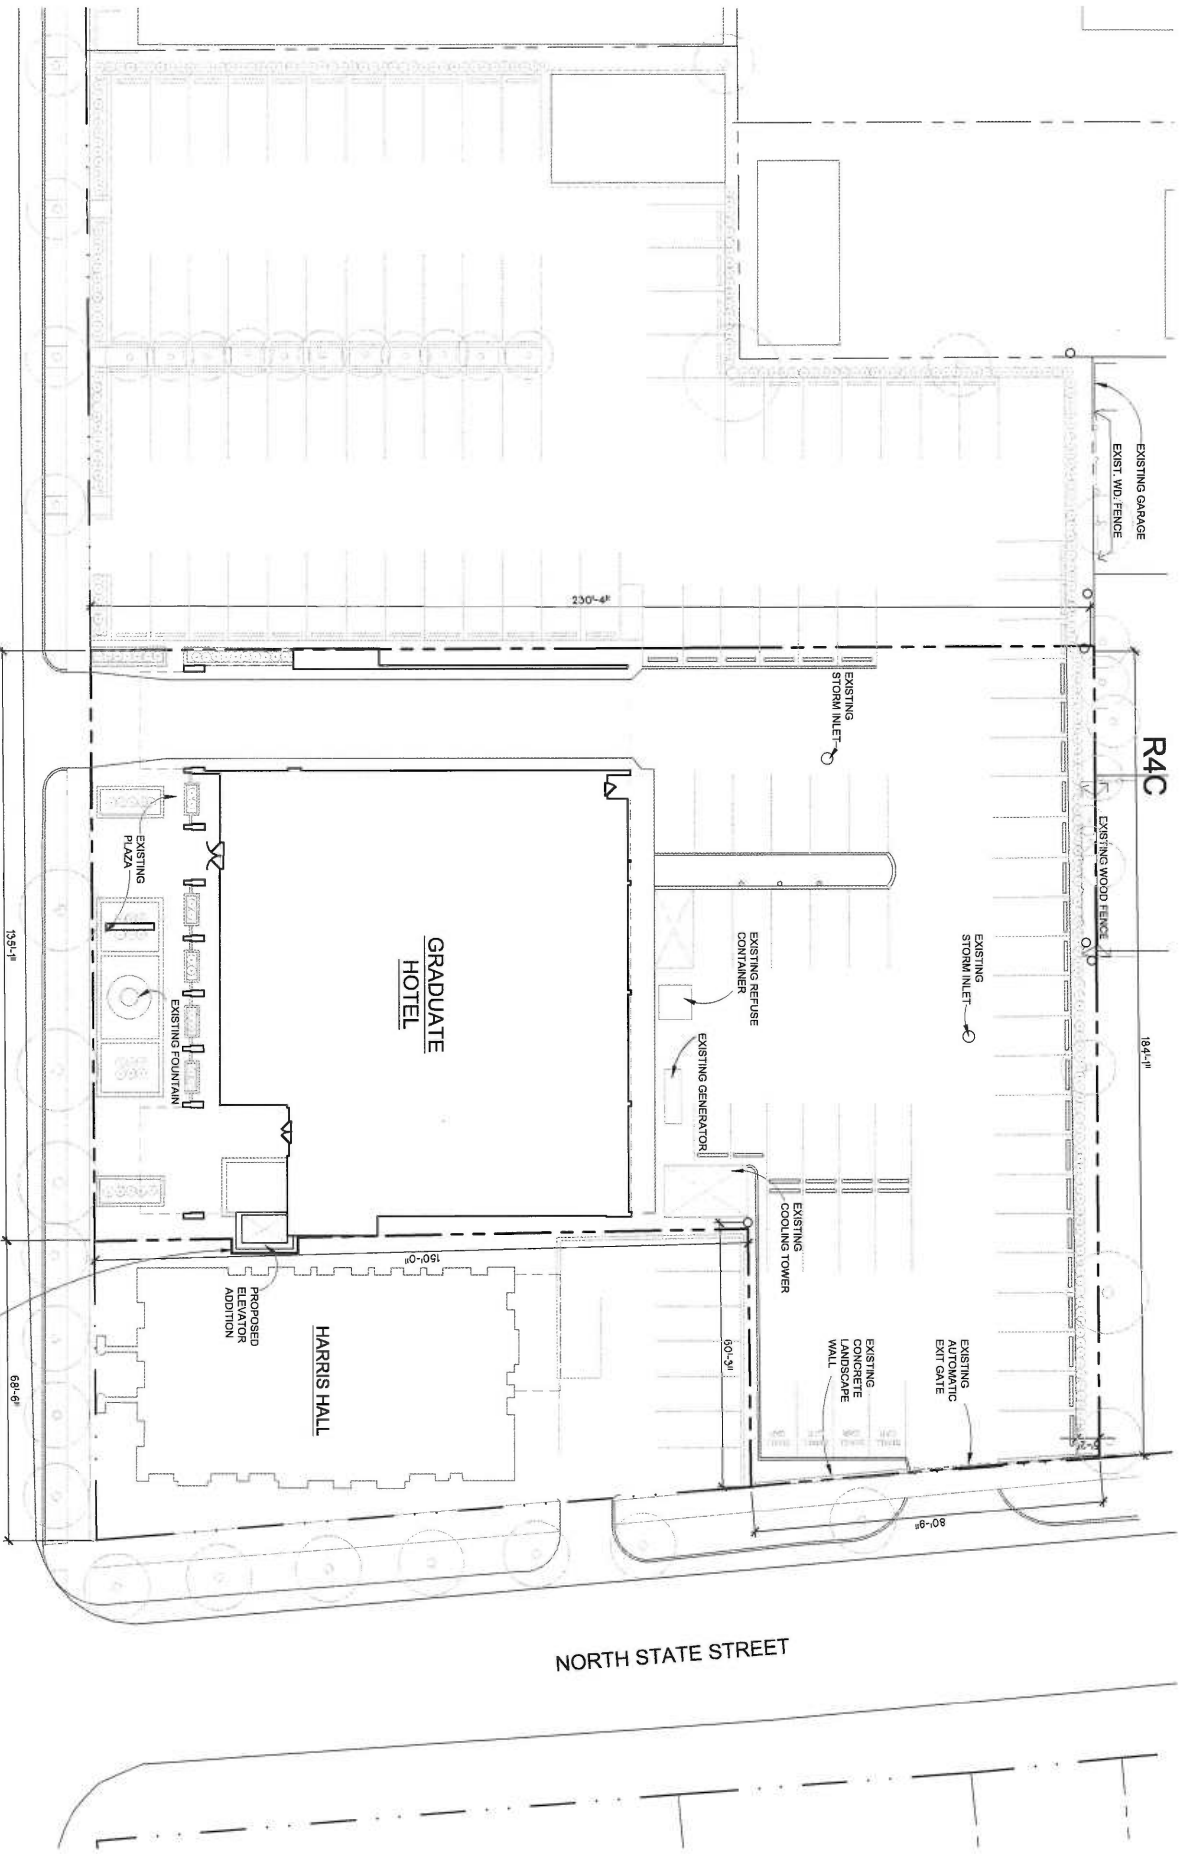 EXISTING GARAGE
EXIST. WD. FENCE
230'-4"
R4C
EXISTING WOOD FENCE
184'-1"
EXISTING
STORM INLET
EXISTING
STORM INLET
EXISTING
PLAZA
135'-1"
GRADUATE
HOTEL
EXISTING REFUSE
CONTAINER
EXISTING GENERATOR
EXISTING FOUNTAIN
EXISTING
COOLING TOWER
150'-0"
PROPOSED
ELEVATOR
ADDITION
HARRIS HALL
60'-3"
EXISTING
CONCRETE
LANDSCAPE
WALL
EXISTING
AUTOMATIC
EXIT GATE
68'-6"
80'-9"
NORTH STATE STREET